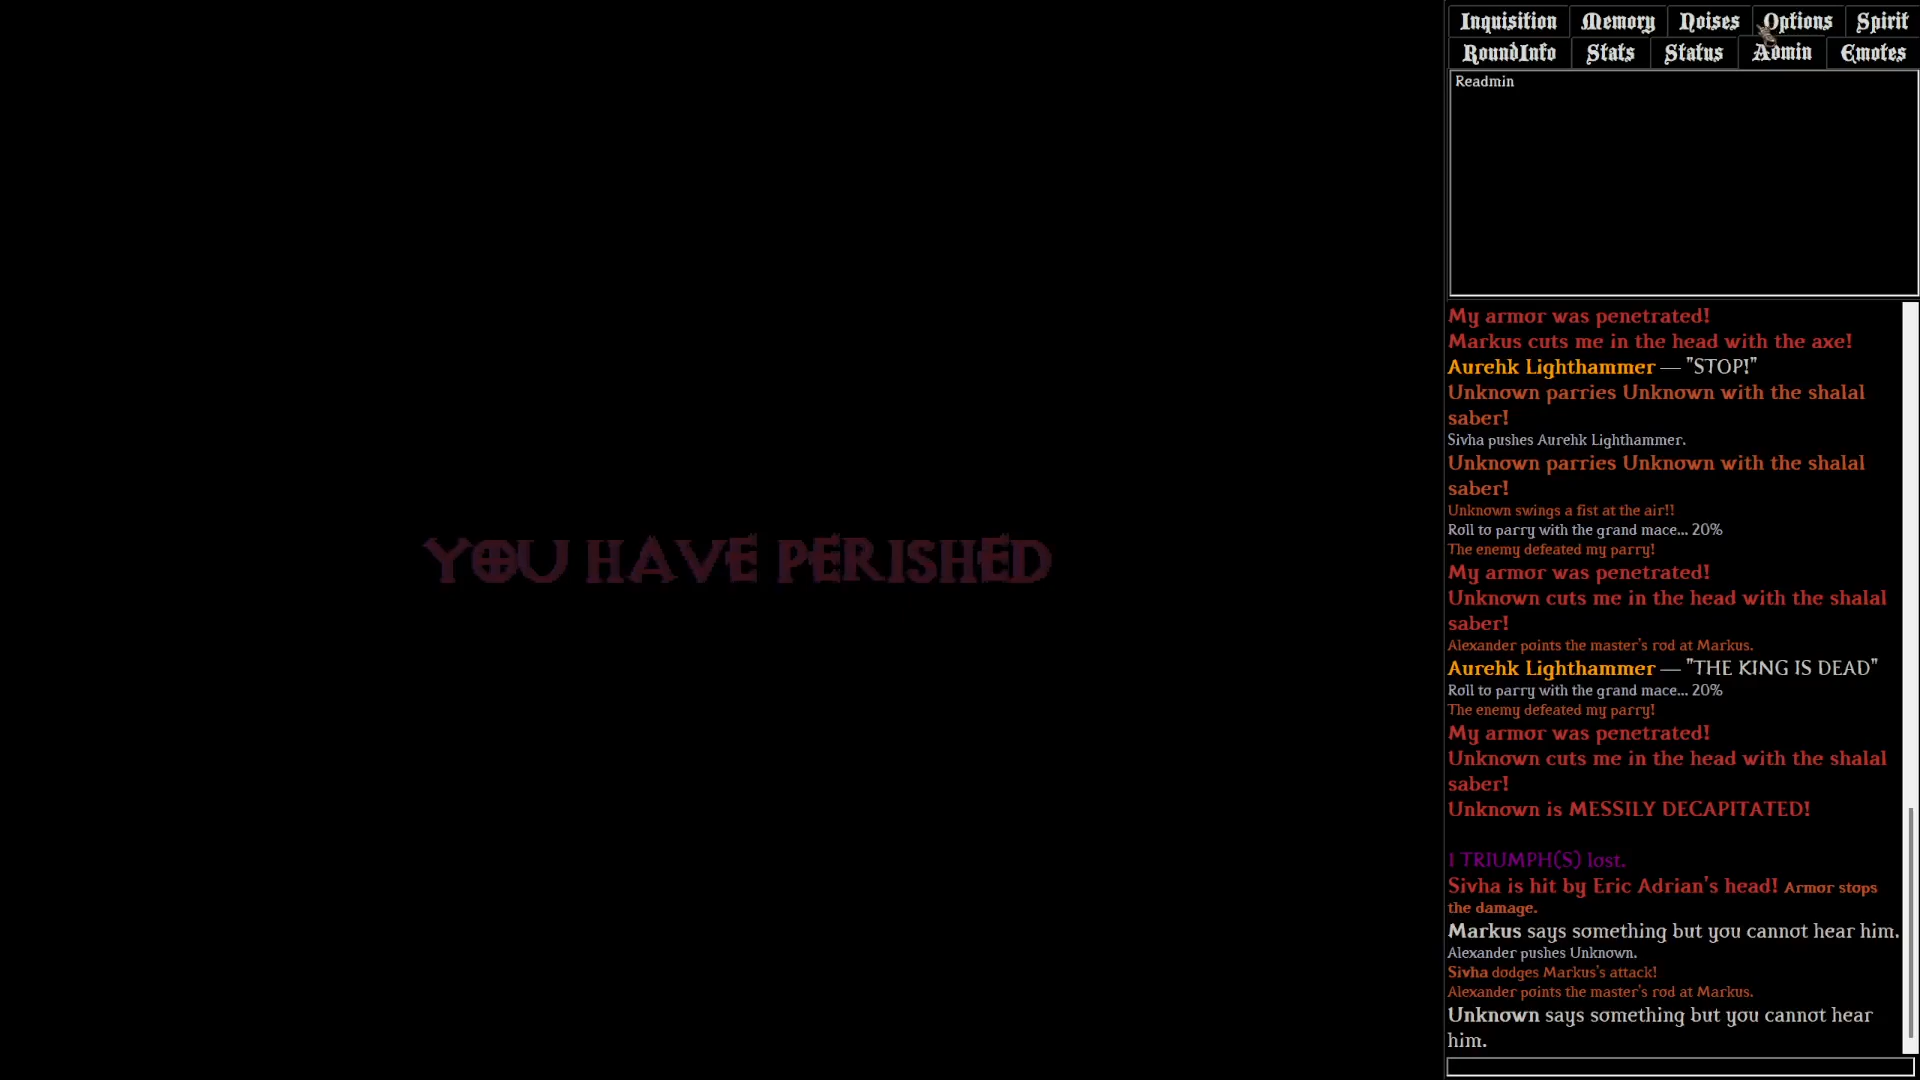 Inquisition Memory Noises Options Spirit
RoundInfo Stats Status Admin Emotes
Readmin
YOU HAVE PERISHED
My armor was penetrated!
Markus cuts me in the head with the axe!
Aurehk Lighthammer — "STOP!"
Unknown parries Unknown with the shalal
saber!
Sivha pushes Aurehk Lighthammer.
Unknown parries Unknown with the shalal
saber!
Unknown swings a fist at the air!!
Roll to parry with the grand mace... 20%
The enemy defeated my parry!
My armor was penetrated!
Unknown cuts me in the head with the shalal
saber!
Alexander points the master's rod at Markus.
Aurehk Lighthammer — "THE KING IS DEAD"
Roll to parry with the grand mace... 20%
The enemy defeated my parry!
My armor was penetrated!
Unknown cuts me in the head with the shalal
saber!
Unknown is MESSILY DECAPITATED!
1 TRIUMPH(S) lost.
Sivha is hit by Eric Adrian's head! Armor stops
the damage.
Markus says something but you cannot hear him.
Alexander pushes Unknown.
Sivha dodges Markus's attack!
Alexander points the master's rod at Markus.
Unknown says something but you cannot hear
him.